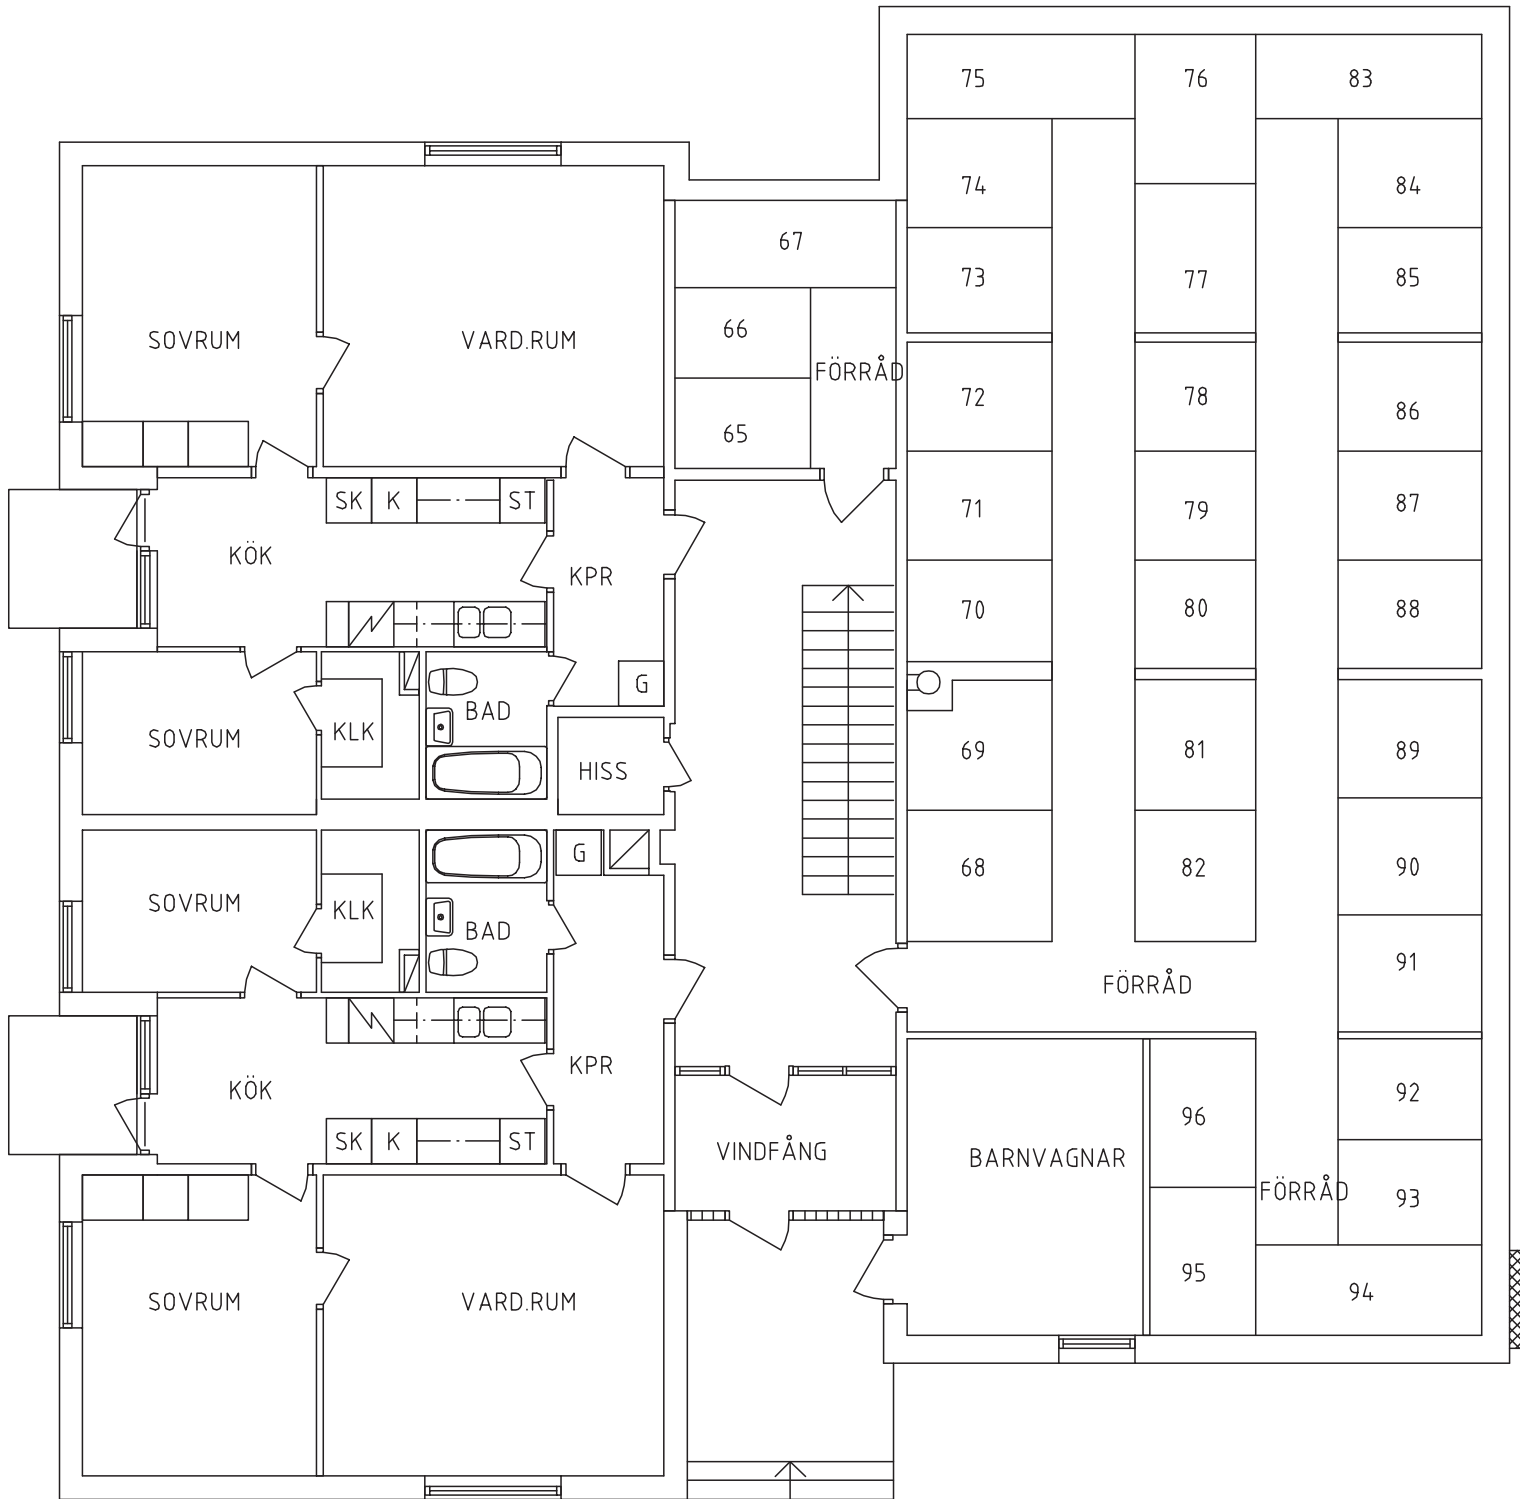 75
76
83
74
84
67
73
77
85
66
SOVRUM
VARD.RUM
FÖRRÅD
72
78
86
65
SK
K
ST
71
79
87
KÖK
KPR
70
80
88
G
BAD
SOVRUM
KLK
HISS
69
81
89
G
68
82
90
SOVRUM
KLK
BAD
91
FÖRRÅD
KÖK
KPR
92
96
SK
K
ST
VINDFÅNG
BARNVAGNAR
FÖRRÅD
93
95
94
SOVRUM
VARD.RUM